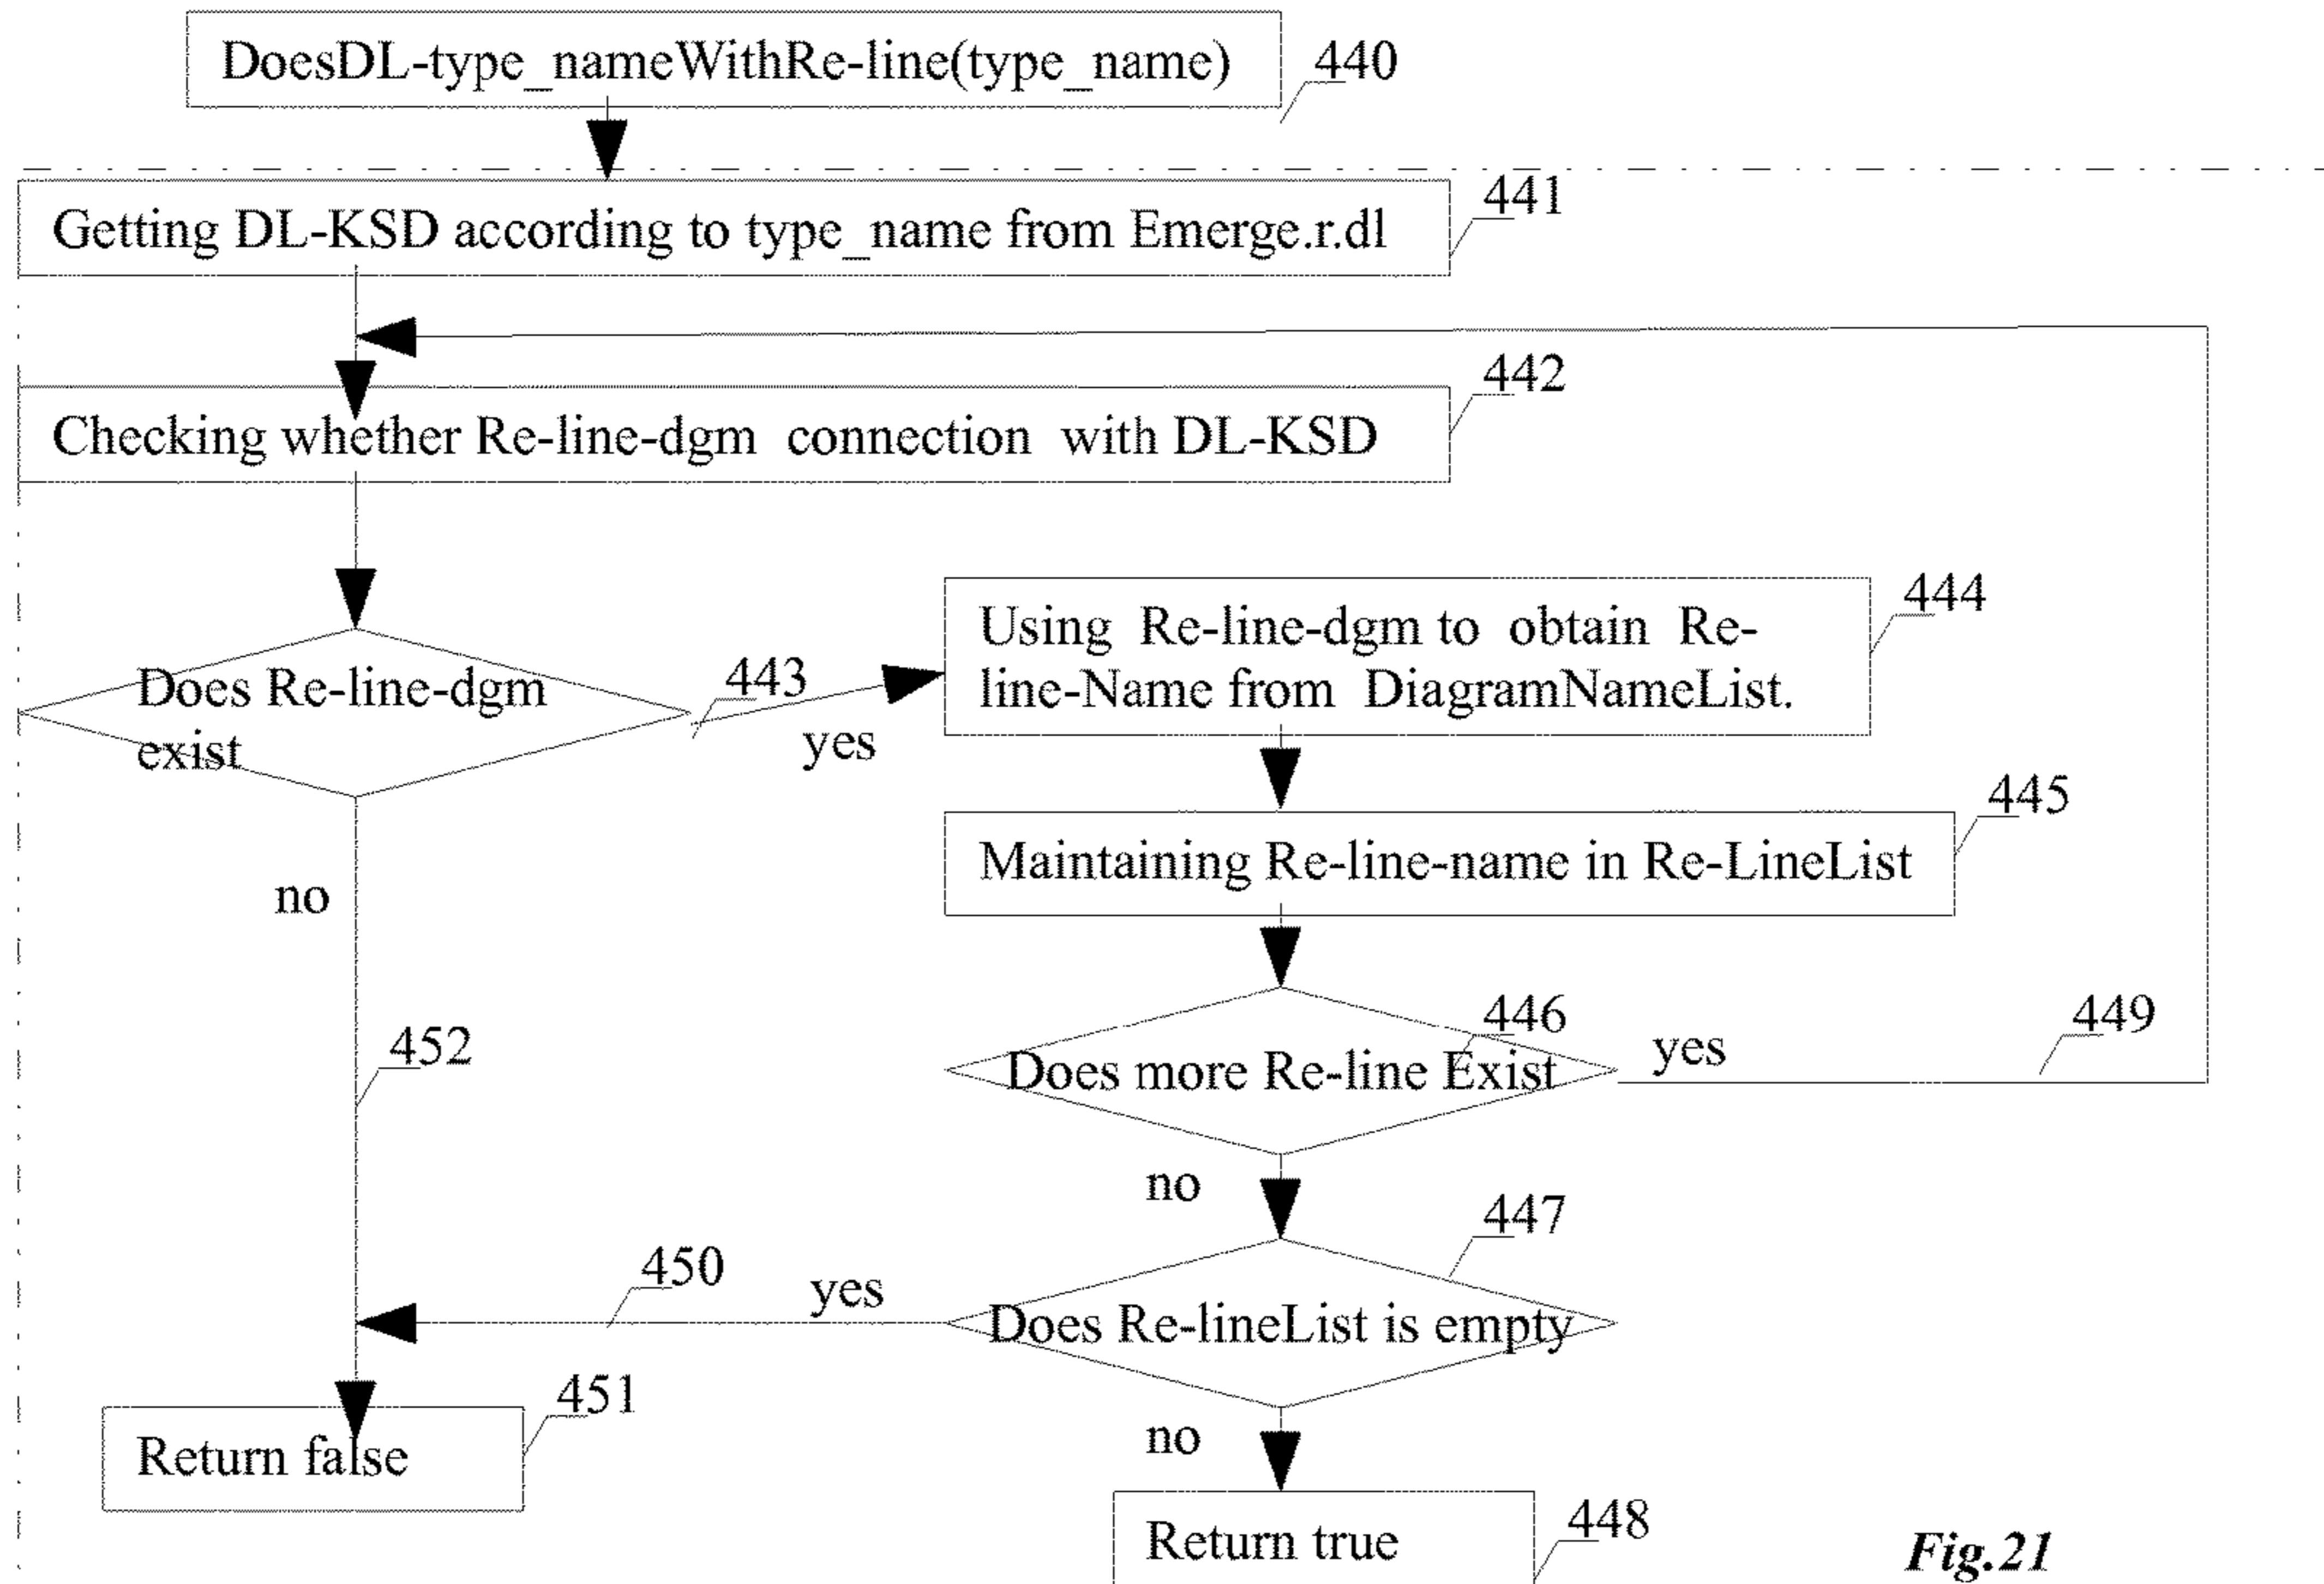 DoesDL-type_nameWithRe-line(type_name)
440
441
Getting DL-KSD according to type_name from Emerge.r.dl
442
Checking whether Re-line-dgm connection with DL-KSD
443
Does Re-line-dgm
exist
yes
no
444
Using Re-line-dgm to obtain Re-
line-Name from DiagramNameList.
445
Maintaining Re-line-name in Re-LineList
446
Does more Re-line Exist
yes
449
452
no
447
450
yes
Does Re-lineList is empty
451
Return false
no
448
Return true
Fig.21